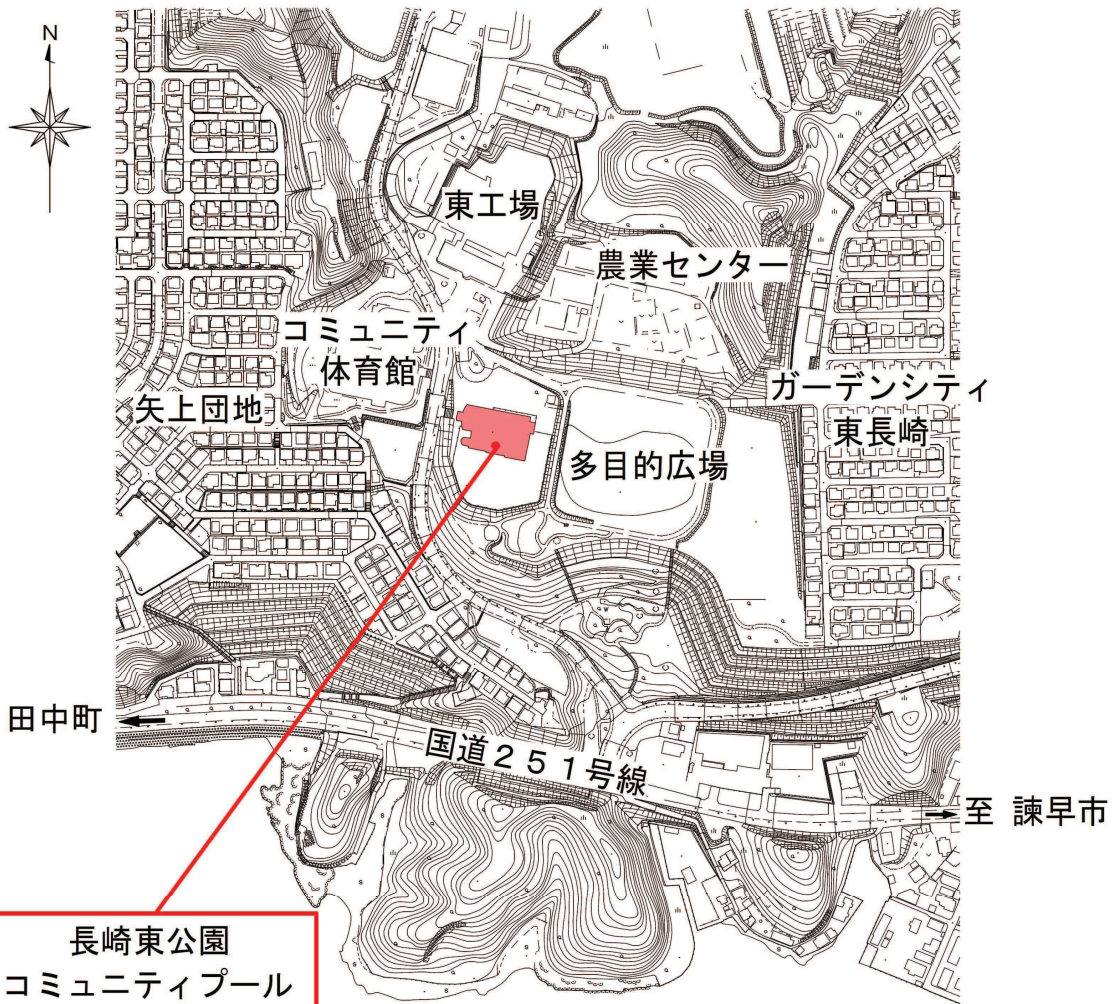 N
東工場
農業センター
コミュニティ
体育館
ガーデンシティ
東長崎
矢上団地
多目的広場
田中町
国道251号線
至 諫早市
長崎東公園
コミュニティプール